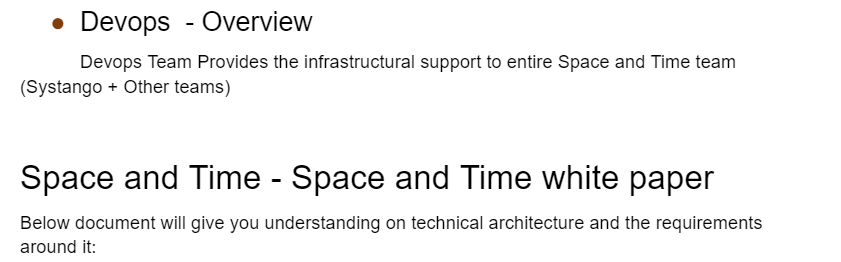 Devops  - Overview
Devops Team Provides the infrastructural support to entire Space and Time team
(Systango + Other teams)
Space and Time - Space and Time white paper
Below document will give you understanding on technical architecture and the requirements
around it: